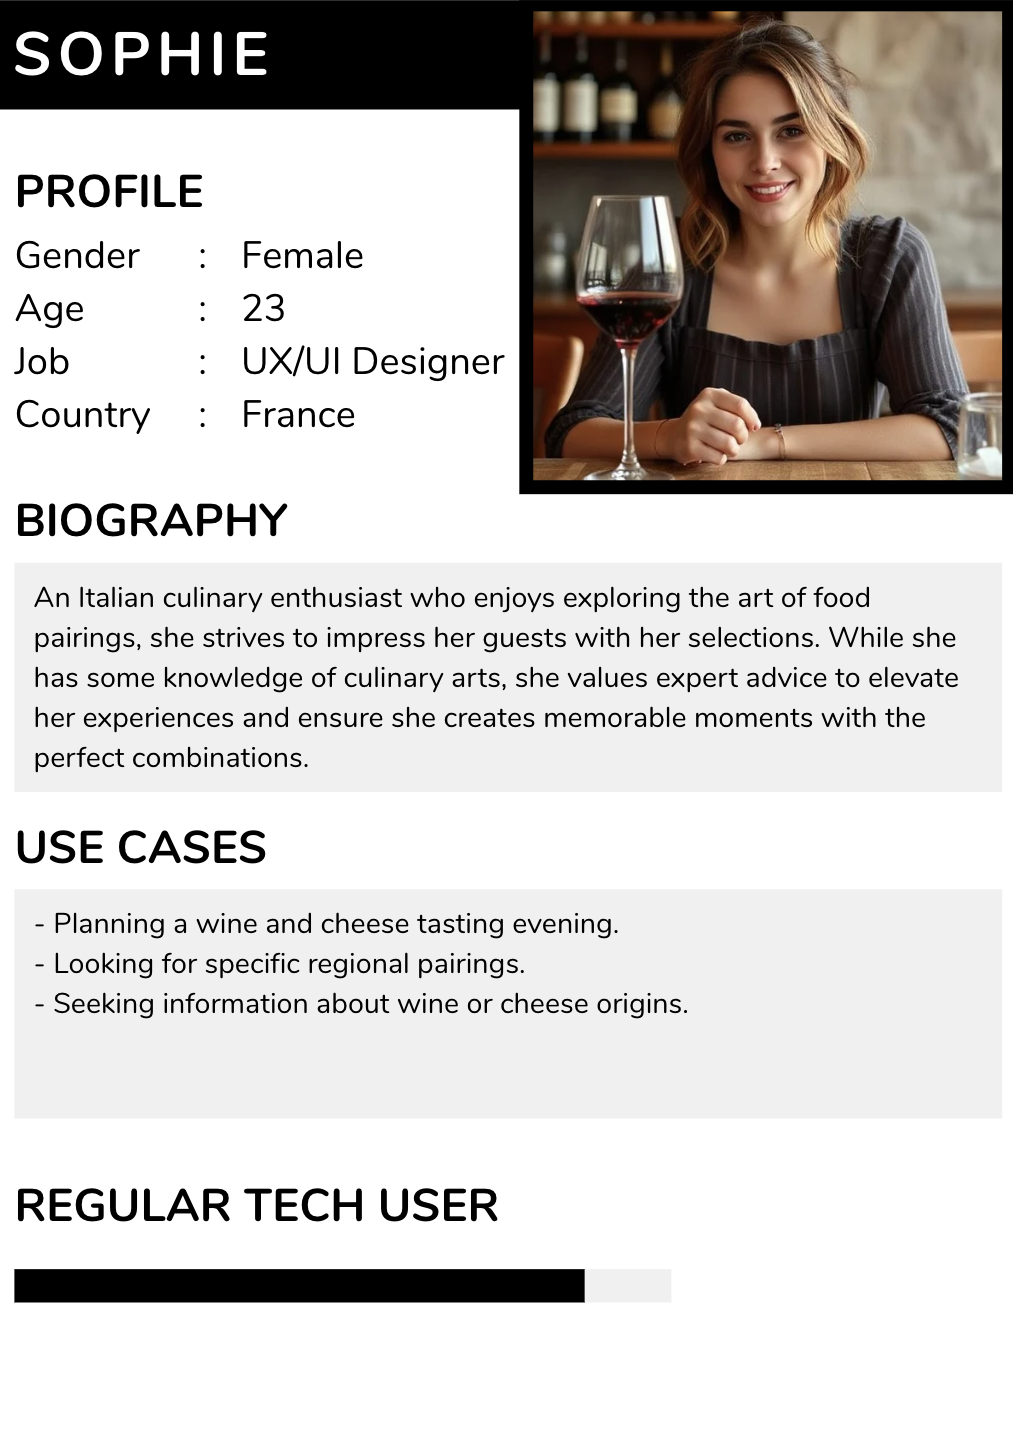 SOPHIE
PROFILE
Gender : Female
Age : 23
Job : UX/UI Designer
Country : France
BIOGRAPHY
An Italian culinary enthusiast who enjoys exploring the art of food
pairings, she strives to impress her guests with her selections. While she
has some knowledge of culinary arts, she values expert advice to elevate
her experiences and ensure she creates memorable moments with the
perfect combinations.
USE CASES
- Planning a wine and cheese tasting evening.
- Looking for specific regional pairings.
- Seeking information about wine or cheese origins.
REGULAR TECH USER